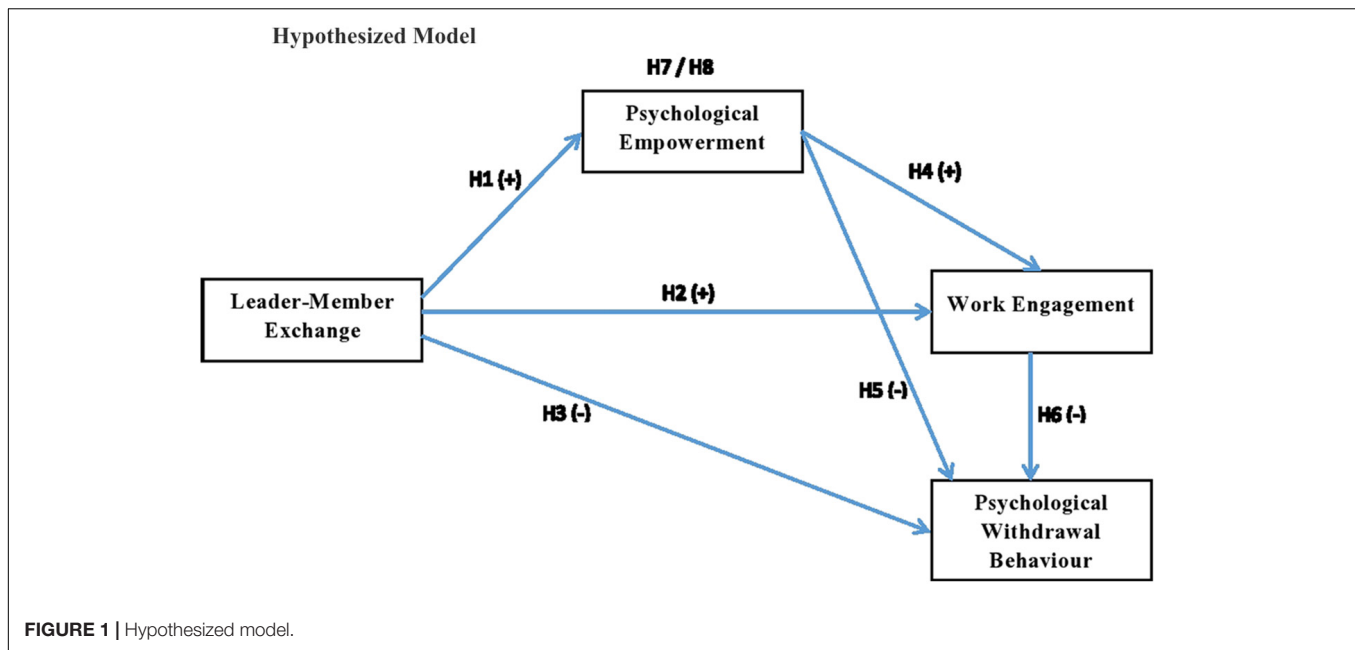 Hypothesized Model
H7 / H8
Psychological
Empowerment
H1 (+)
H4 (+)
Leader-Member
Exchange
H2 (+)
Work Engagement
H3 (-)
H5 (-)
H6 (-)
Psychological
Withdrawal
Behaviour
FIGURE 1 | Hypothesized model.